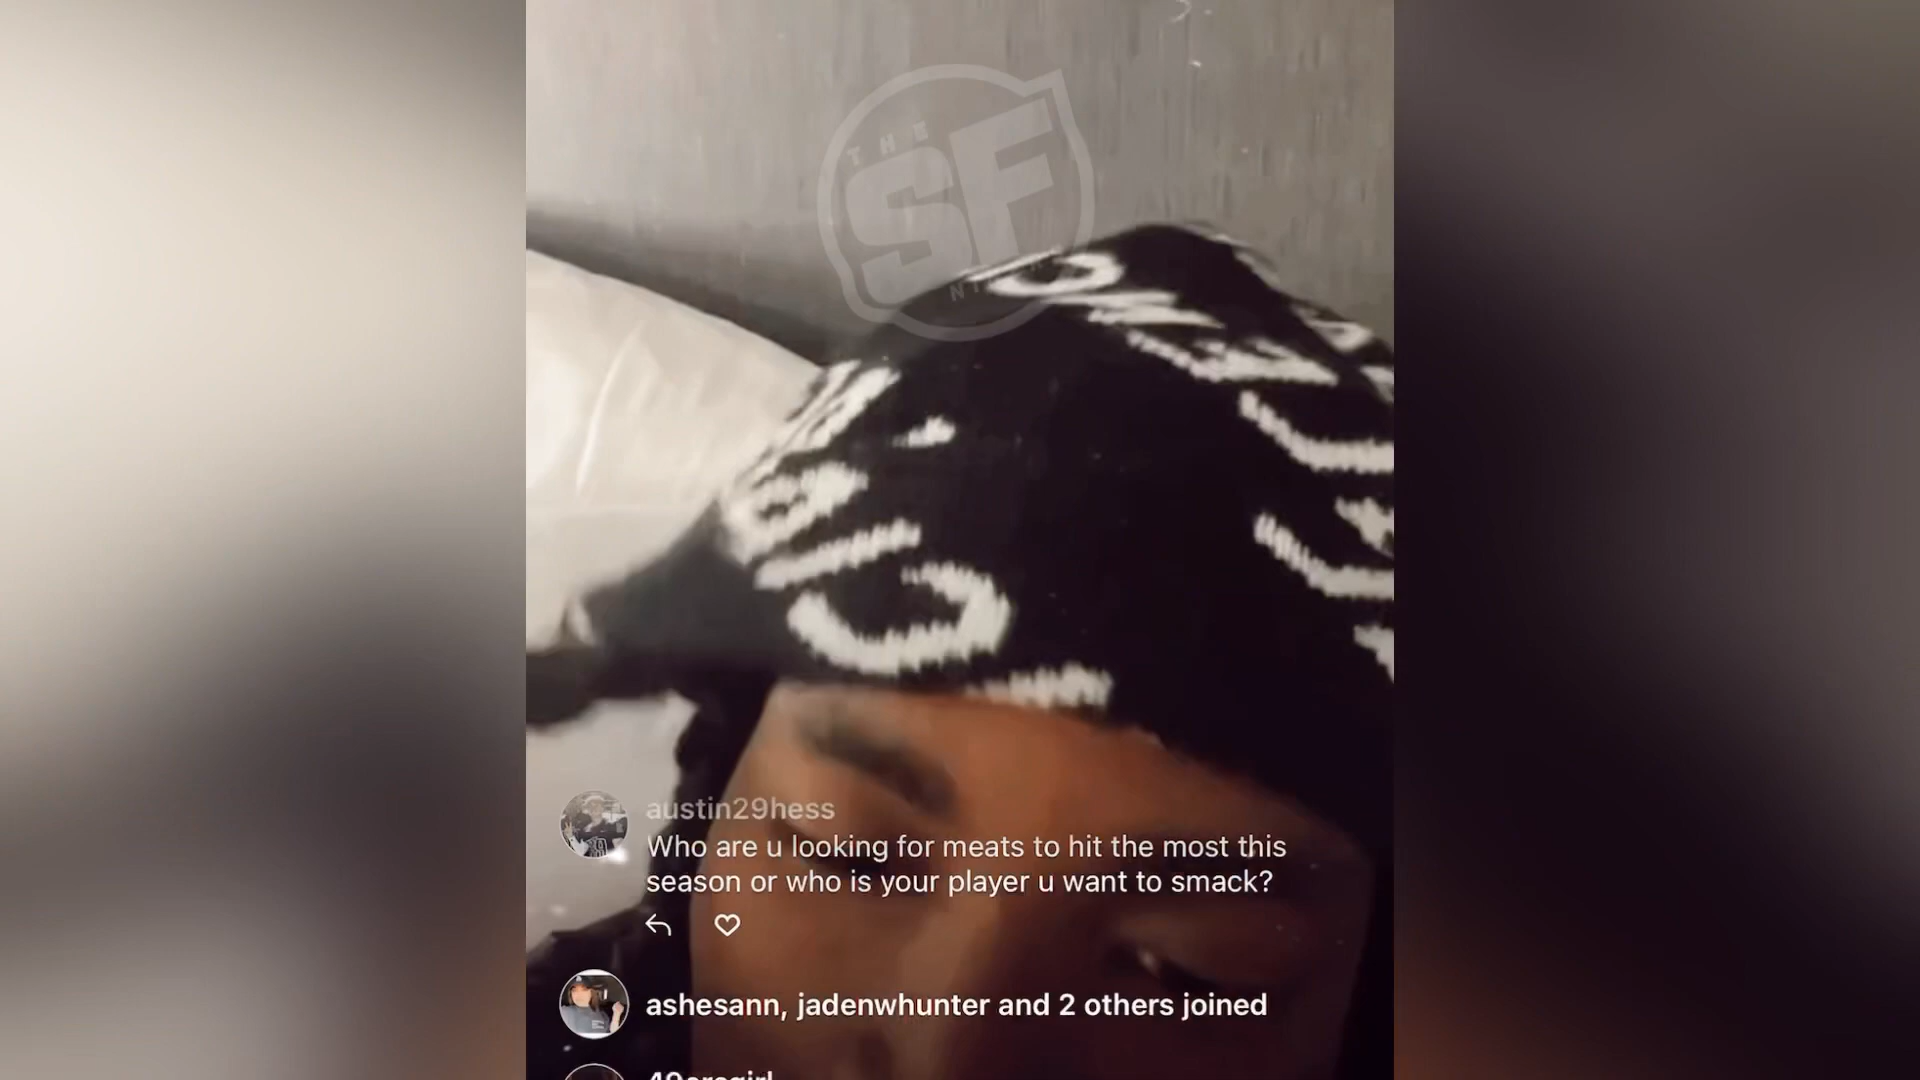 THE
SF
austin29hess
Who are u looking for meats to hit the most this
season or who is your player u want to smack?
ashesann, jadenwhunter and 2 others joined